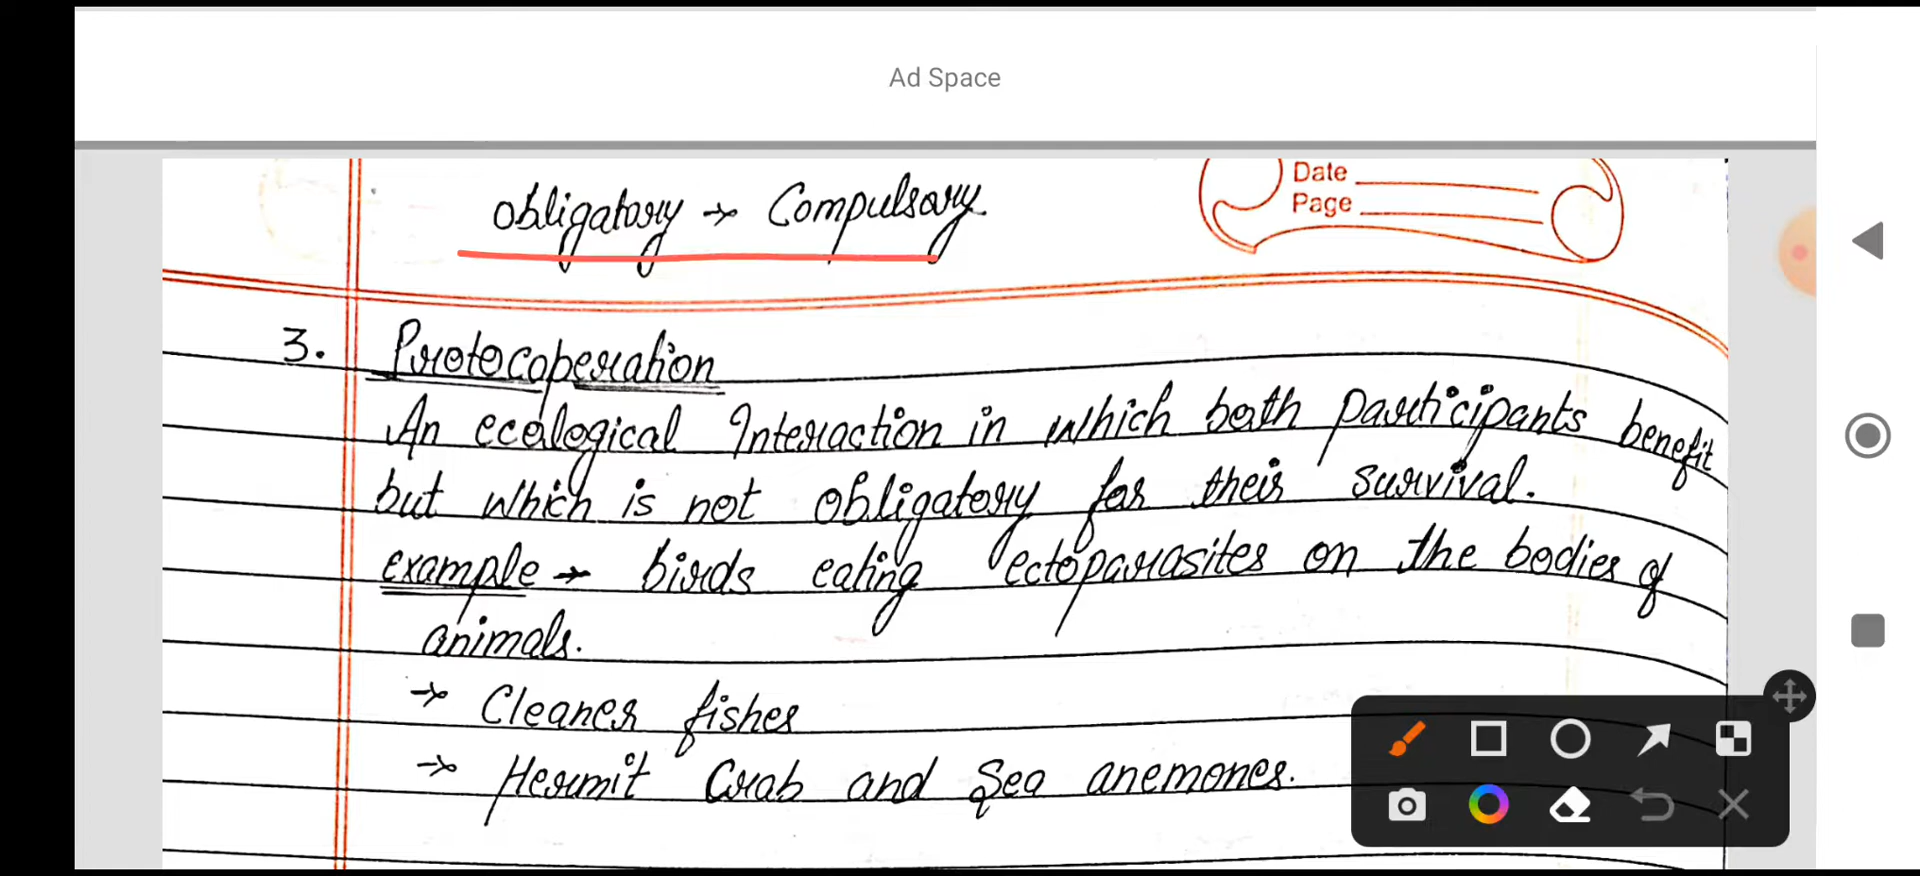 Ad Space
Date
Page
obligatory → Compulsory
3. Protocoperation
An ecological Interaction in which both participants benefit
but which is not obligatory for their survival.
example → birds eating ectoparasites on the bodies of
animals.
→ Cleaner fishes
→ Hermit Crab and Sea anemones.